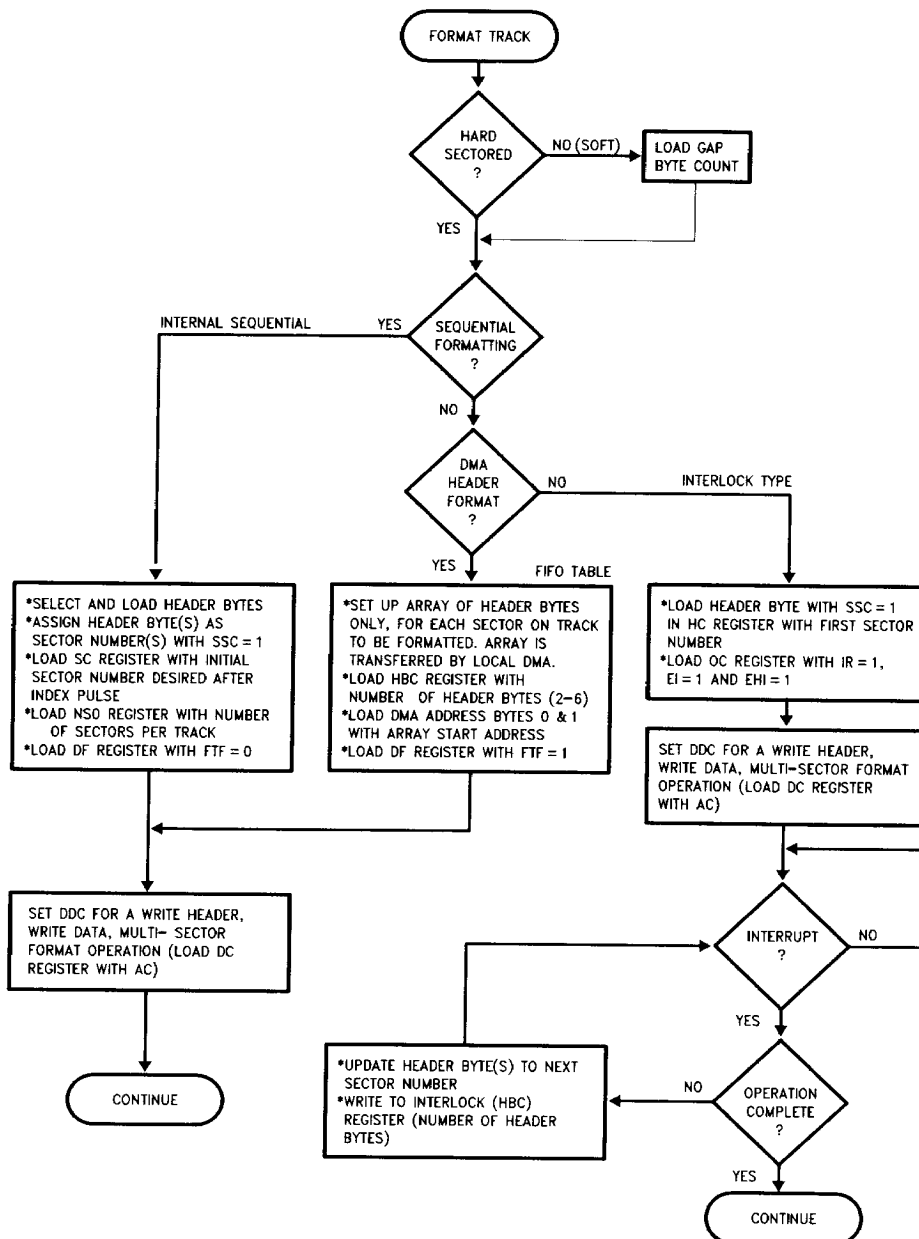 FORMAT TRACK
HARD
SECTORED
?
NO (SOFT)
LOAD GAP
BYTE COUNT
YES
INTERNAL SEQUENTIAL
YES
SEQUENTIAL
FORMATTING
?
NO
DMA
HEADER
FORMAT
?
NO
INTERLOCK TYPE
YES
FIFO TABLE
*SELECT AND LOAD HEADER BYTES
*ASSIGN HEADER BYTE(S) AS
SECTOR NUMBER(S) WITH SSC = 1
*LOAD SC REGISTER WITH INITIAL
SECTOR NUMBER DESIRED AFTER
INDEX PULSE
*LOAD NSO REGISTER WITH NUMBER
OF SECTORS PER TRACK
*LOAD DF REGISTER WITH FTF = 0
*SET UP ARRAY OF HEADER BYTES
ONLY, FOR EACH SECTOR ON TRACK
TO BE FORMATTED. ARRAY IS
TRANSFERRED BY LOCAL DMA.
*LOAD HBC REGISTER WITH
NUMBER OF HEADER BYTES (2-6)
*LOAD DMA ADDRESS BYTES 0 & 1
WITH ARRAY START ADDRESS
*LOAD DF REGISTER WITH FTF = 1
*LOAD HEADER BYTE WITH SSC = 1
IN HC REGISTER WITH FIRST SECTOR
NUMBER
*LOAD OC REGISTER WITH IR = 1,
EI = 1 AND EHI = 1
SET DDC FOR A WRITE HEADER,
WRITE DATA, MULTI-SECTOR FORMAT
OPERATION (LOAD DC REGISTER
WITH AC)
SET DDC FOR A WRITE HEADER,
WRITE DATA, MULTI- SECTOR
FORMAT OPERATION (LOAD DC
REGISTER WITH AC)
INTERRUPT
?
NO
YES
*UPDATE HEADER BYTE(S) TO NEXT
SECTOR NUMBER
*WRITE TO INTERLOCK (HBC)
REGISTER (NUMBER OF HEADER
BYTES)
NO
OPERATION
COMPLETE
?
CONTINUE
YES
CONTINUE